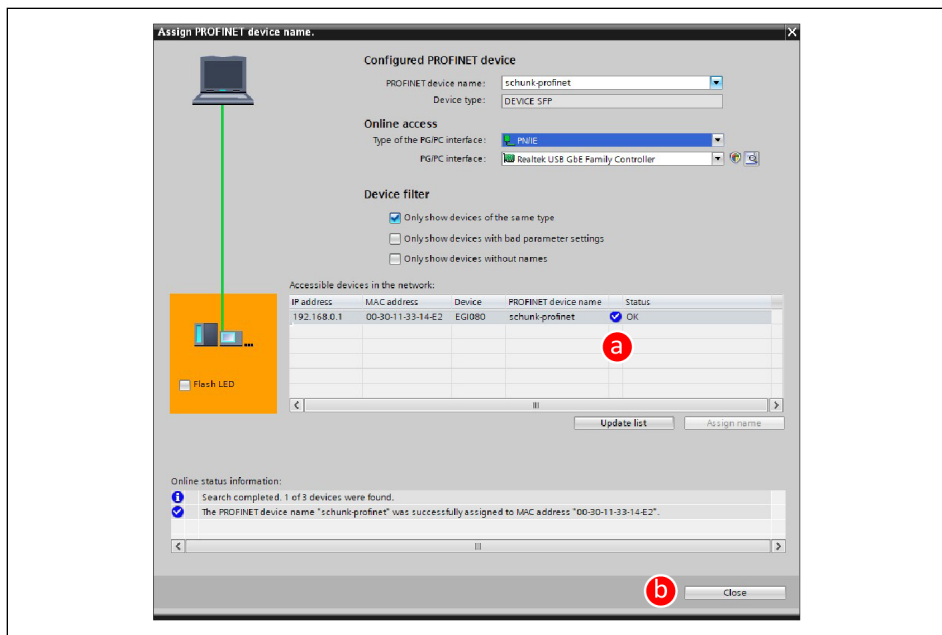 Assign PROFINET device name.
Configured PROFINET device
PROFINET device name: schunk-profinet
Device type: DEVICE SFP
Online access
Type of the PG/PC interface: PN/IE
PG/PC interface: Realtek USB GbE Family Controller
Device filter
Only show devices of the same type
Only show devices with bad parameter settings
Only show devices without names
Accessible devices in the network:
IP address MAC address Device PROFINET device name Status
192.168.0.1 00-30-11-33-14-E2 EGI080 schunk-profinet OK
a
Flash LED
Update list Assign name
Online status information:
Search completed. 1 of 3 devices were found.
The PROFINET device name "schunk-profinet" was successfully assigned to MAC address "00-30-11-33-14-E2".
b Close